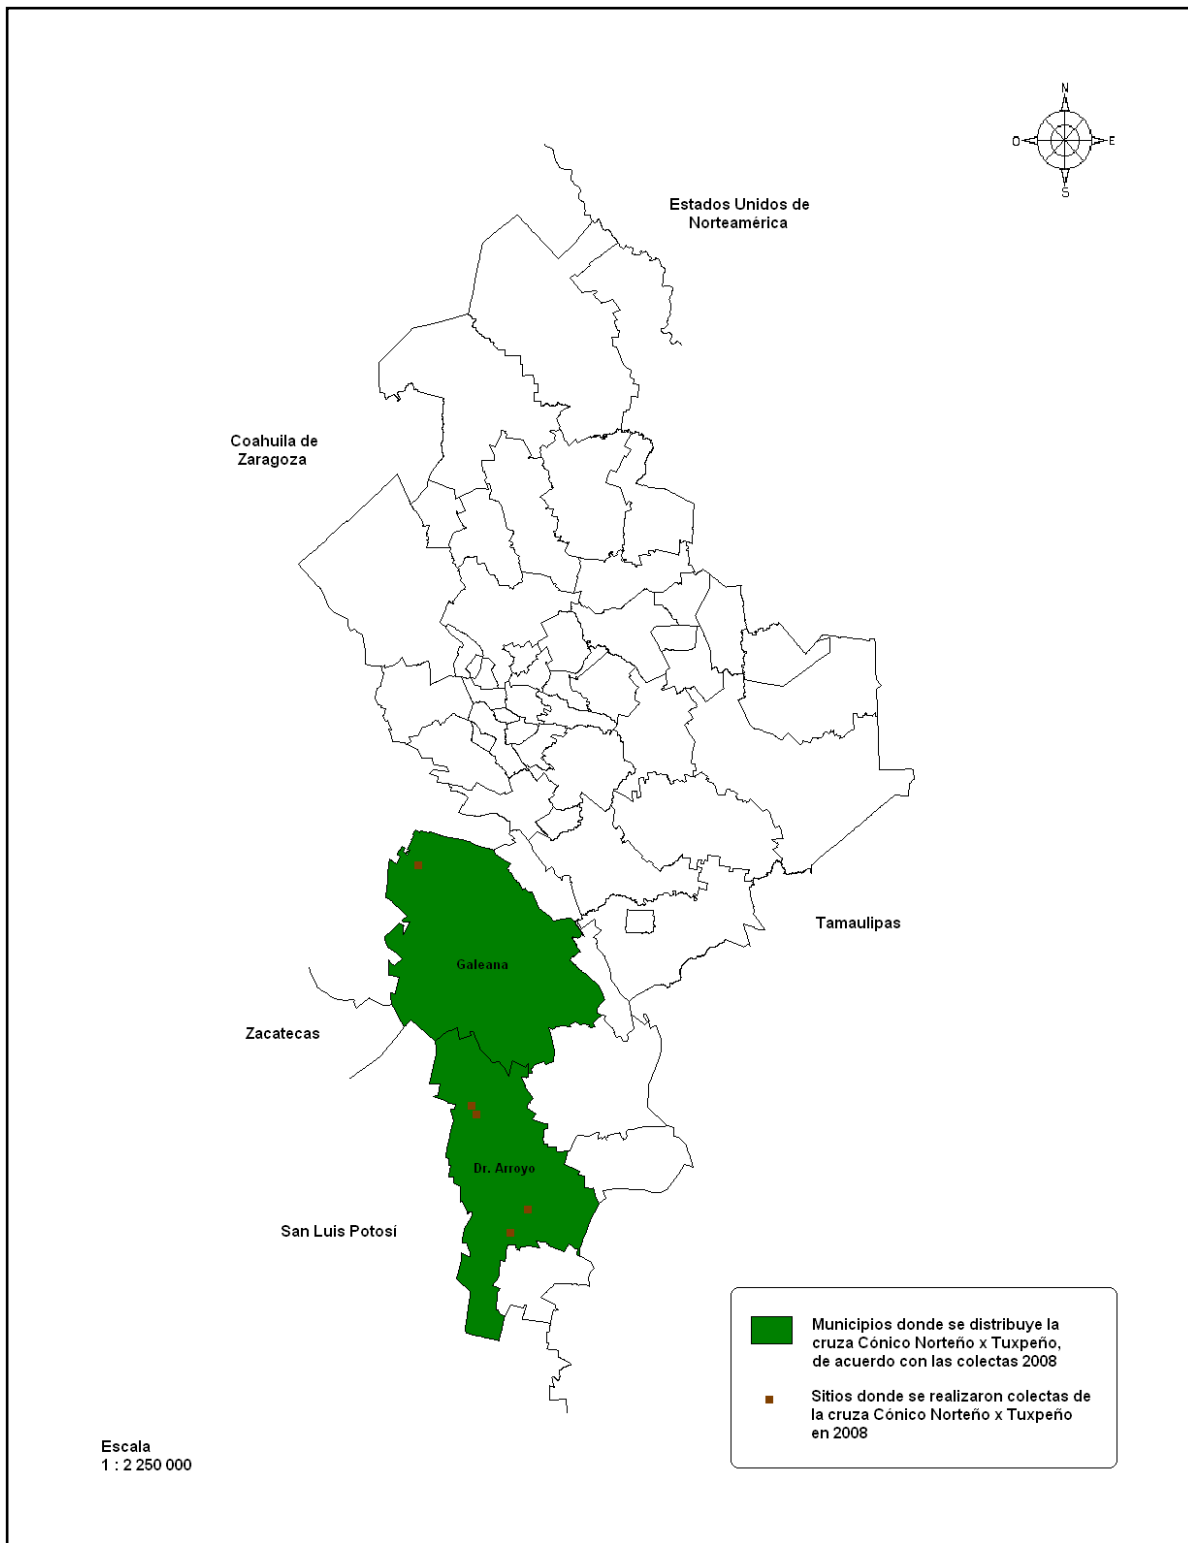 N
O
E
S
Estados Unidos de
Norteamérica
Coahuila de
Zaragoza
Tamaulipas
Galeana
Zacatecas
Dr. Arroyo
San Luis Potosí
Municipios donde se distribuye la
cruza Cónico Norteño x Tuxpeño,
de acuerdo con las colectas 2008
Sitios donde se realizaron colectas de
la cruza Cónico Norteño x Tuxpeño
en 2008
Escala
1 : 2 250 000